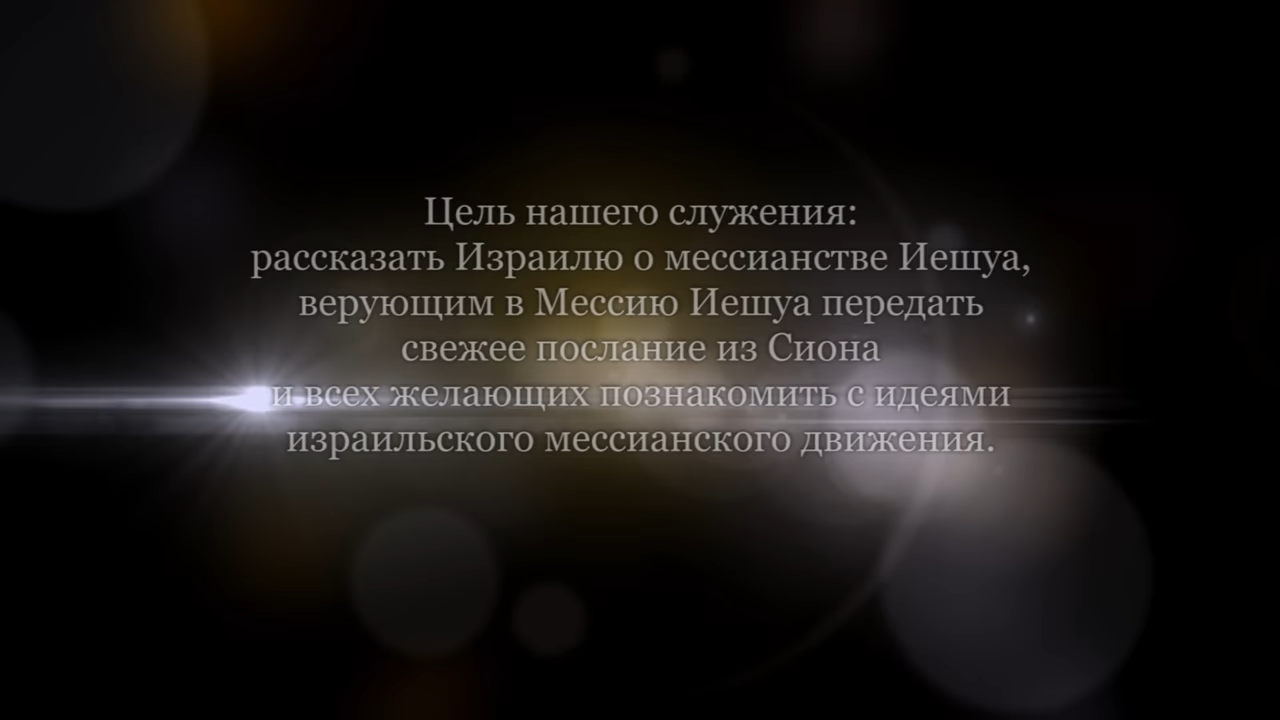 Цель нашего служения:
рассказать Израилю о мессианстве Иешуа,
верующим в Мессию Иешуа передать
свежее послание из Сиона
и всех желающих познакомить с идеями
израильского мессианского движения.